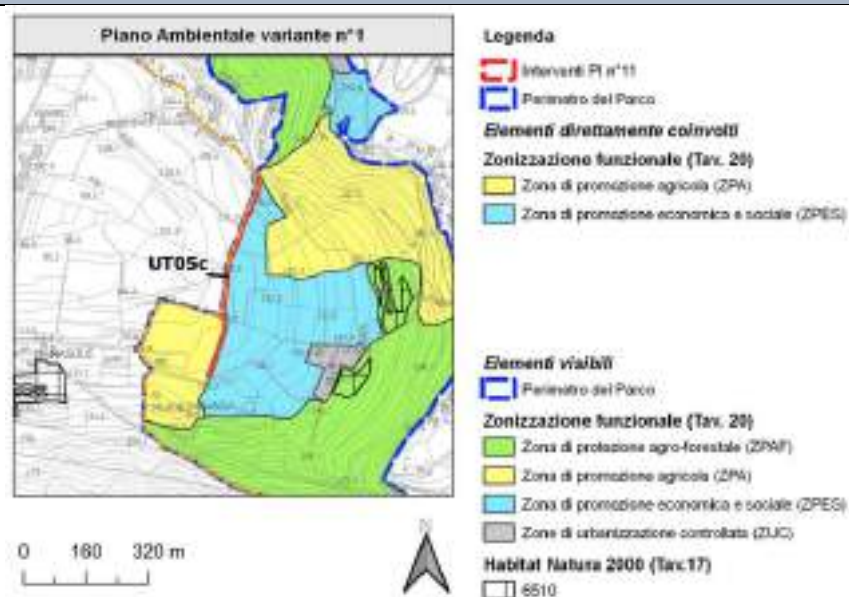 Piano Ambientale variante n°1
UT05c
0 160 320 m
N
Legenda
Interventi PI n°11
Perimetro del Parco
Elementi direttamente coinvolti
Zonizzazione funzionale (Tav. 20)
Zona di promozione agricola (ZPA)
Zona di promozione economica e sociale (ZPES)
Elementi visibili
Perimetro del Parco
Zonizzazione funzionale (Tav. 20)
Zona di protezione agro-forestale (ZPAF)
Zona di promozione agricola (ZPA)
Zona di promozione economica e sociale (ZPES)
Zone di urbanizzazione controllata (ZUC)
Habitat Natura 2000 (Tav.17)
6510